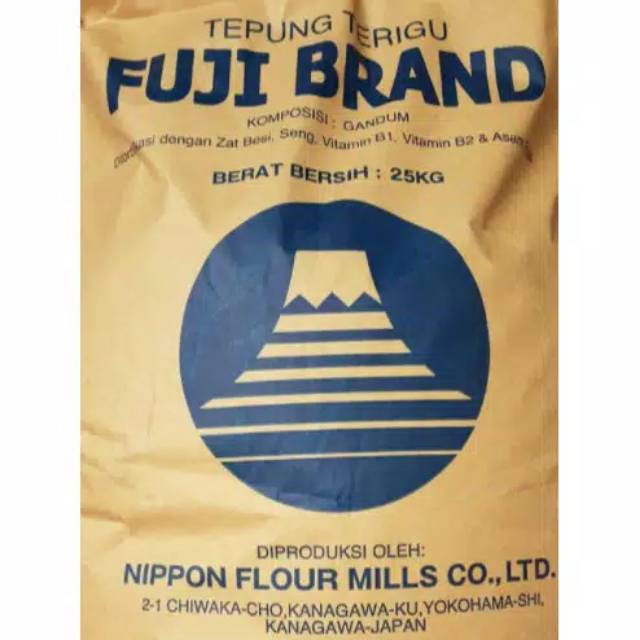 TEPUNG TERIGU
FUJI BRAND
KOMPOSISI : GANDUM
dengan Zat Besi, Seng, Vitamin B1, Vitamin B2 &
BERAT BERSIH : 25KG
DIPRODUKSI OLEH:
NIPPON FLOUR MILLS CO., LTD.
2-1 CHIWAKA-CHO,KANAGAWA-KU,YOKOHAMA-SHI,
KANAGAWA-JAPAN